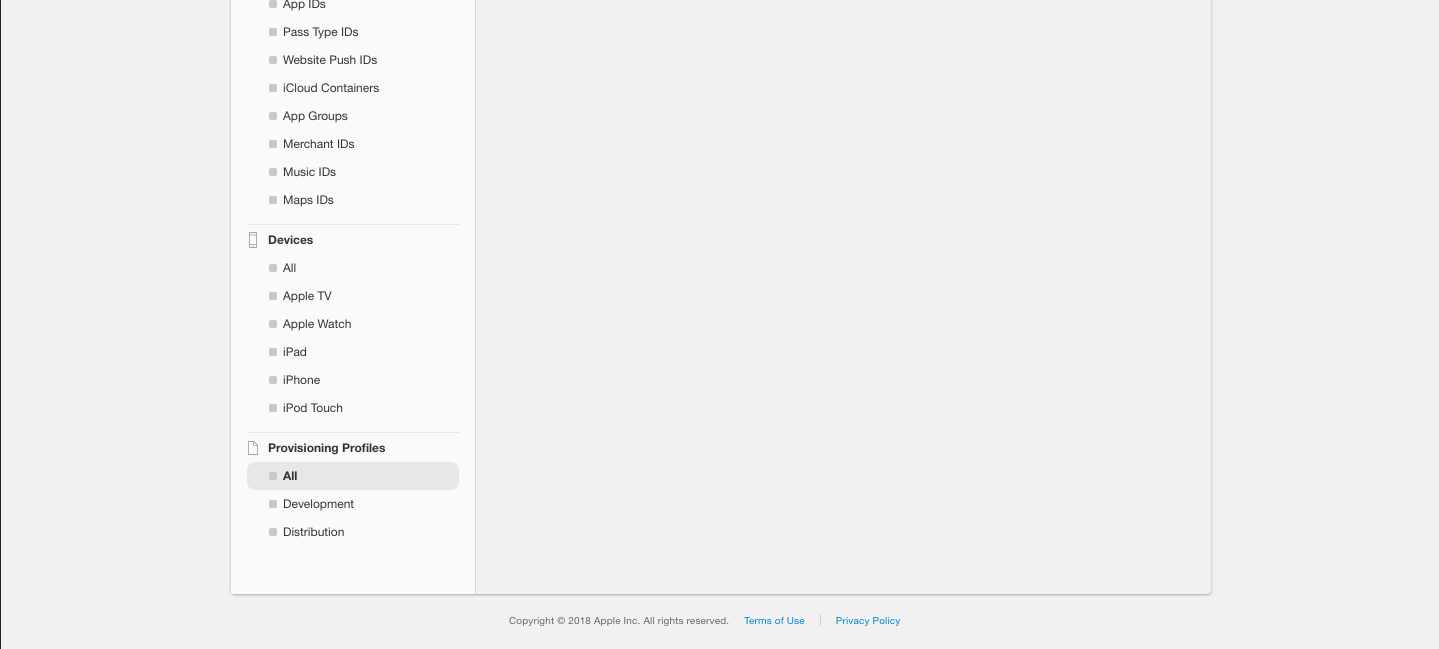 App IDs
Pass Type IDs
Website Push IDs
iCloud Containers
App Groups
Merchant IDs
Music IDs
Maps IDs
Devices
All
Apple TV
Apple Watch
iPad
iPhone
iPod Touch
Provisioning Profiles
All
Development
Distribution
Copyright © 2018 Apple Inc. All rights reserved. Terms of Use Privacy Policy